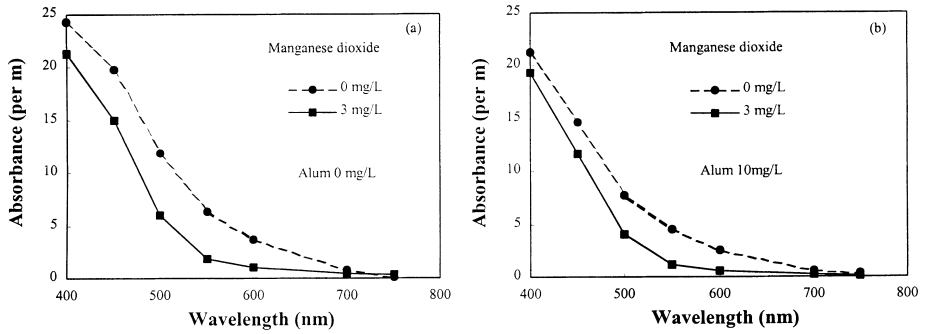 25
20
15
10
5
0
Absorbance (per m)
(a)
Manganese dioxide
0 mg/L
3 mg/L
Alum 0 mg/L
400 500 600 700 800
Wavelength (nm)
25
20
15
10
5
0
Absorbance (per m)
(b)
Manganese dioxide
0 mg/L
3 mg/L
Alum 10mg/L
400 500 600 700 800
Wavelength (nm)